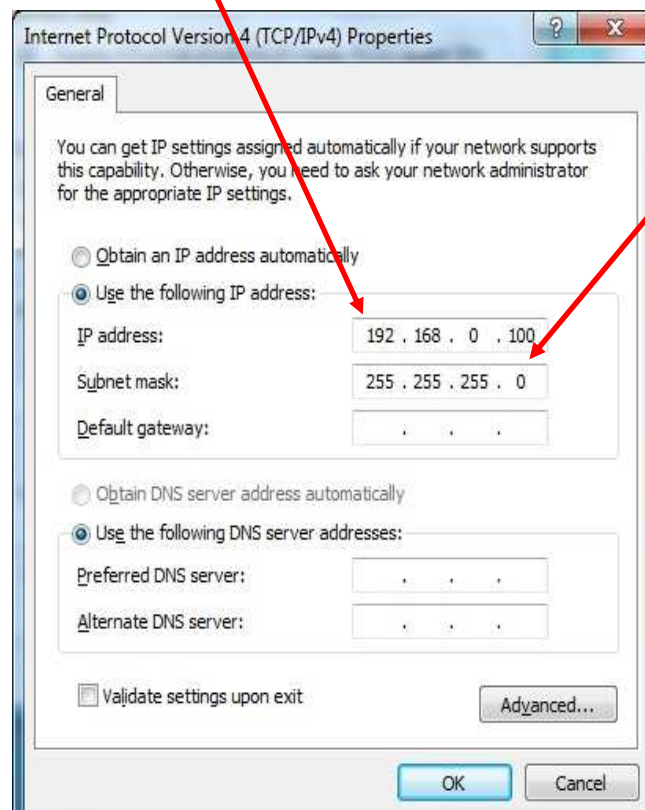 Internet Protocol Version 4 (TCP/IPv4) Properties
?
X
General
You can get IP settings assigned automatically if your network supports
this capability. Otherwise, you need to ask your network administrator
for the appropriate IP settings.
Obtain an IP address automatically
Use the following IP address:
IP address: 192 . 168 . 0 . 100
Subnet mask: 255 . 255 . 255 . 0
Default gateway: . . .
Obtain DNS server address automatically
Use the following DNS server addresses:
Preferred DNS server: . . .
Alternate DNS server: . . .
Validate settings upon exit
Advanced...
OK Cancel